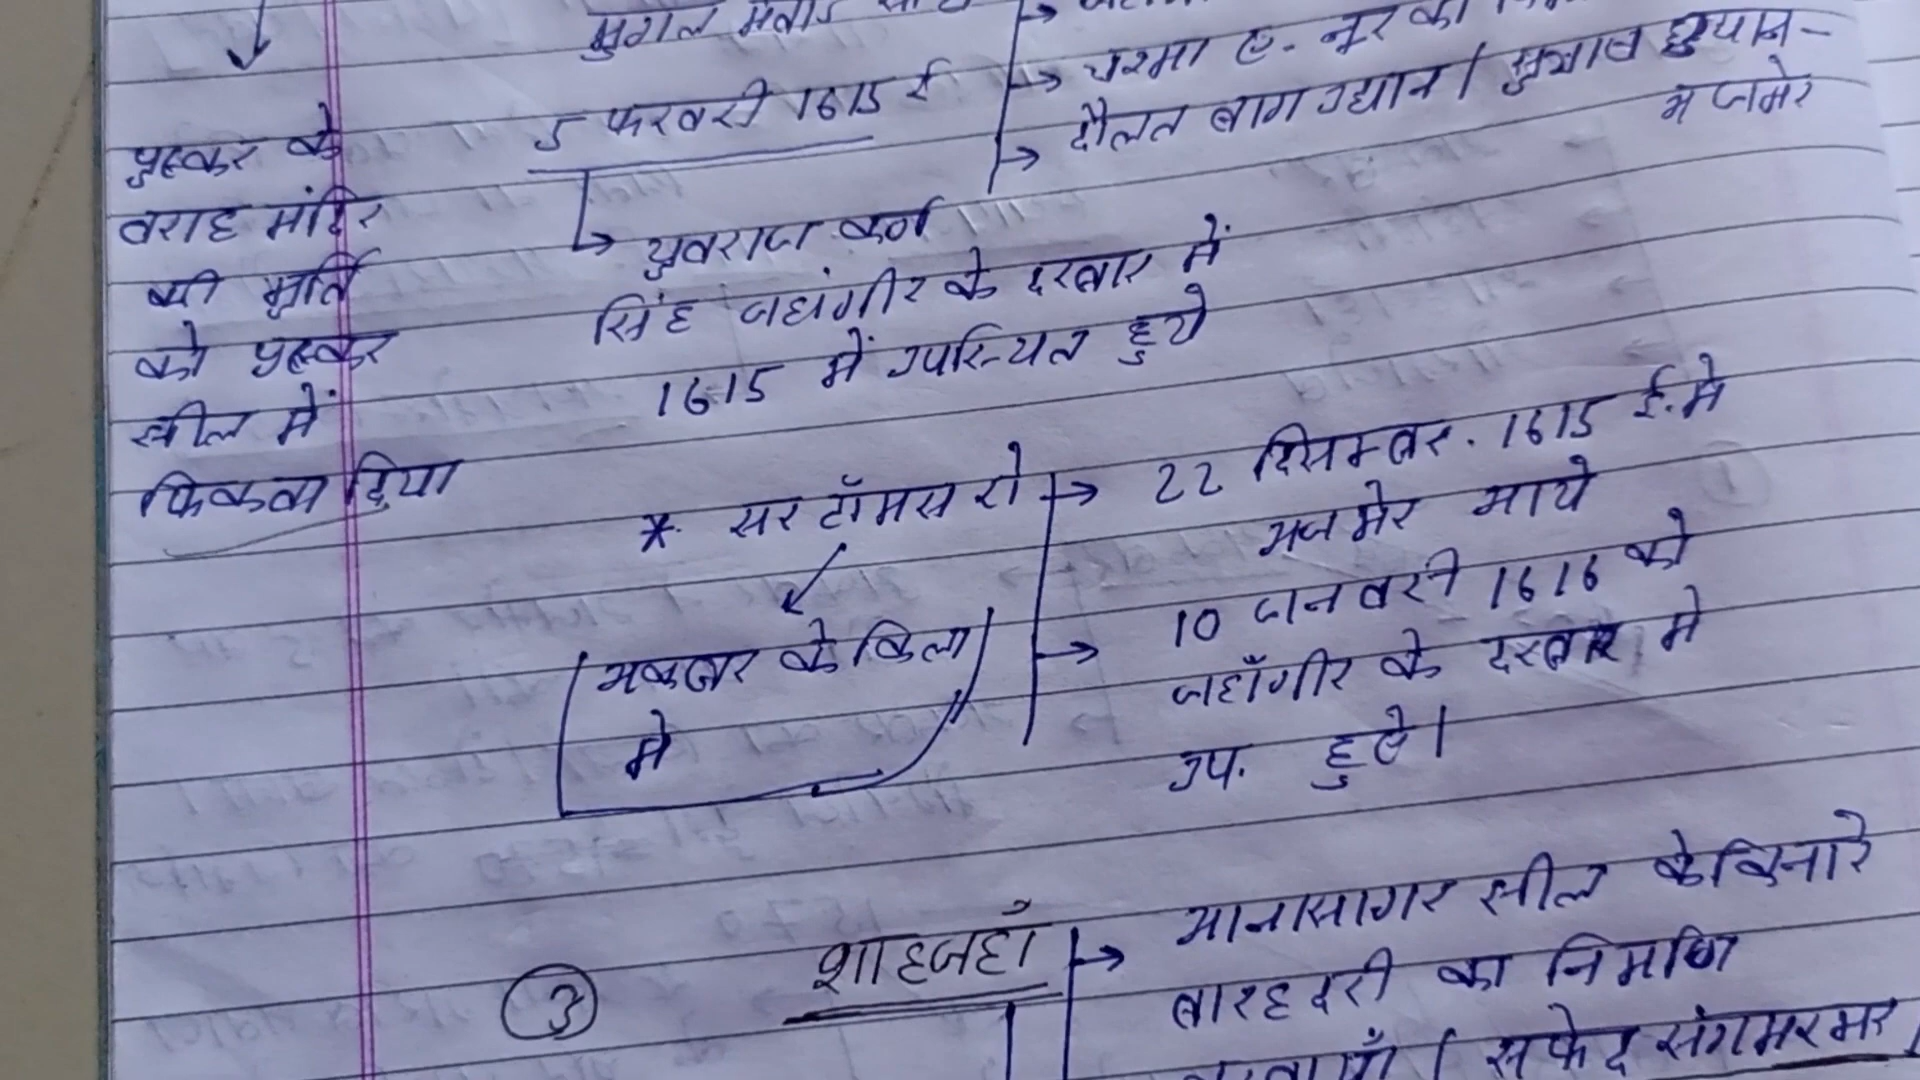 मुगल मेवाड़
चश्मा ए. नूर का
दौलत बाग उद्यान / सुभाष उद्यान -
अजमेर
5 फरवरी 1615 ई
युवराज कर्ण
सिंह जहांगीर के दरबार में
1615 में उपस्थित हुये
पुष्कर के
वराह मंदिर
की मूर्ति
को पुष्कर
झील में
फिकवा दिया
* सर टॉमस रो
अकबर के किला
में
22 दिसम्बर. 1615 ई. मे
अजमेर आये
10 जनवरी 1616 को
जहाँगीर के दरबार मे
उप. हुऐ।
3 शाहजहाँ
आनासागर झील के किनारे
बारहदरी का निर्माण
करवायाँ ( सफेद संगमरमर